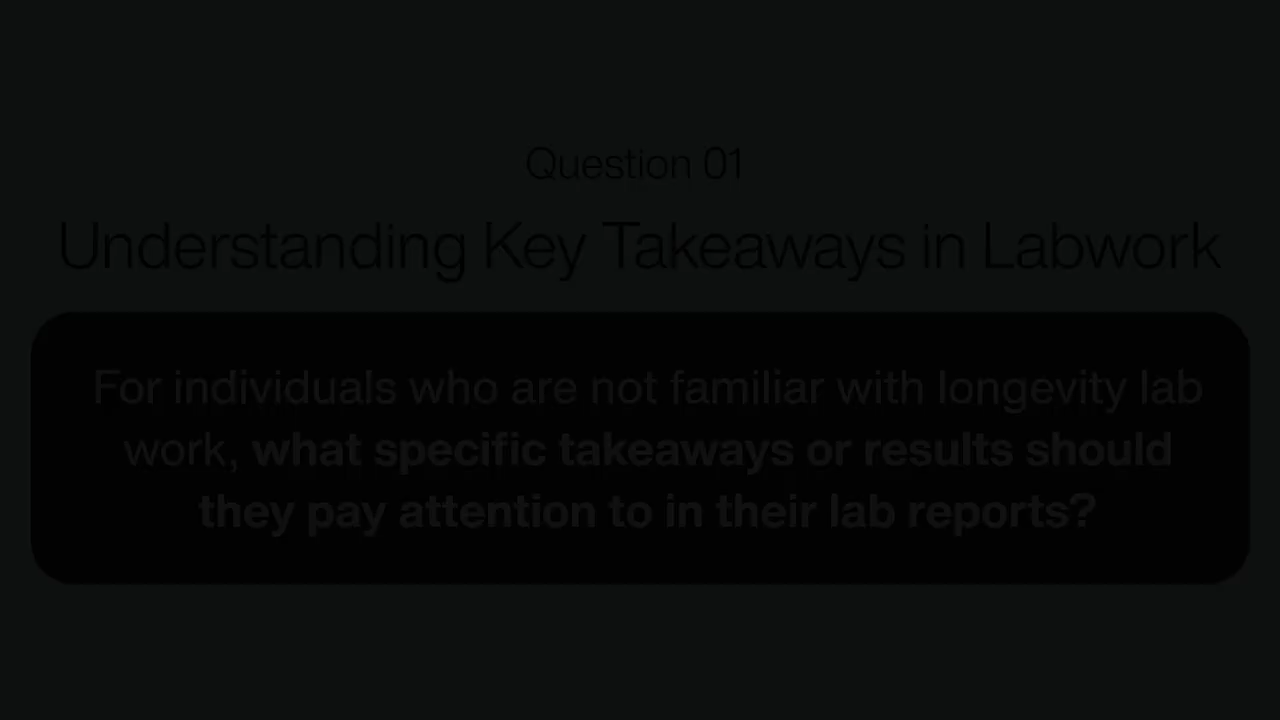 Question 01
Understanding Key Takeaways in Labwork
For individuals who are not familiar with longevity lab
work, what specific takeaways or results should
they pay attention to in their lab reports?